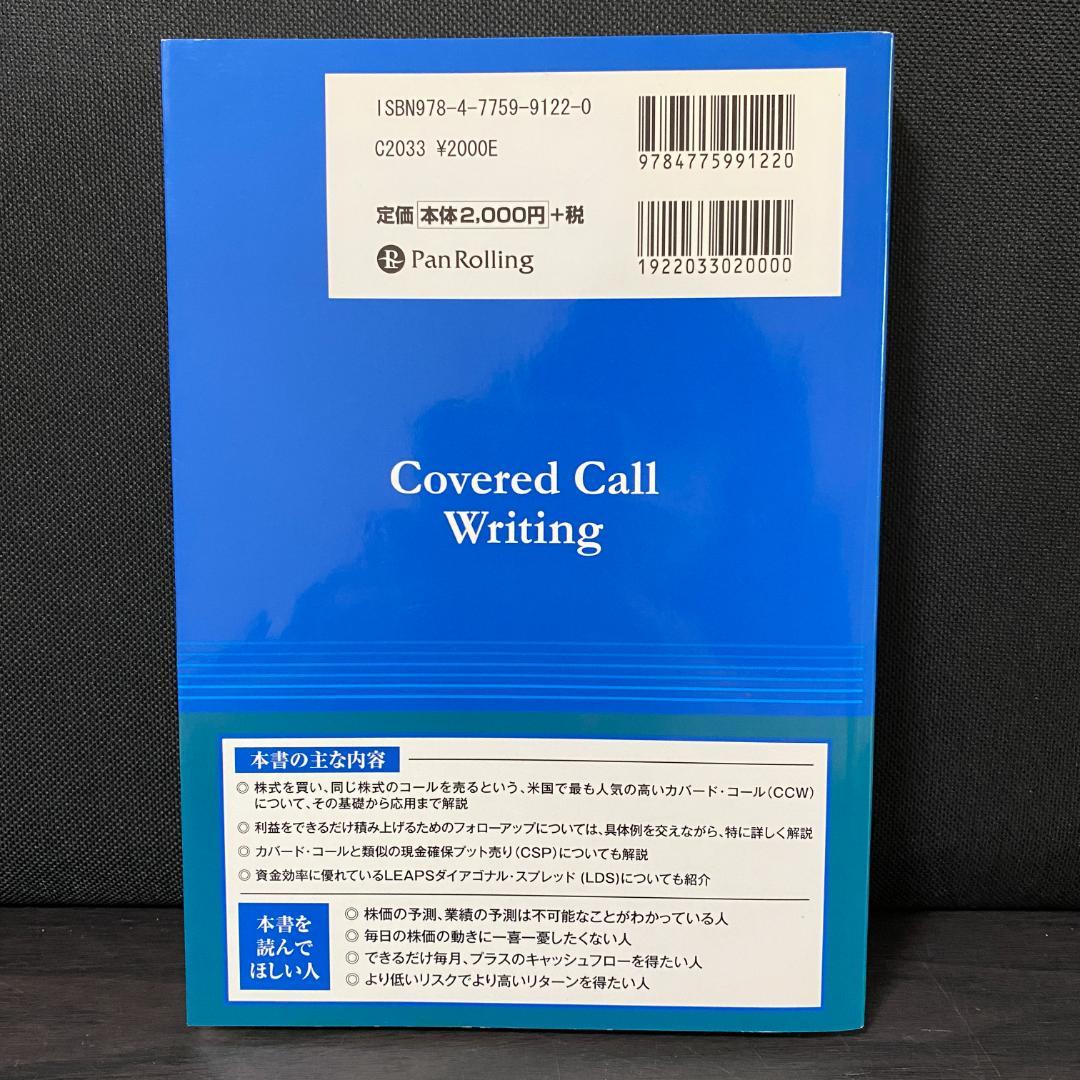 ISBN978-4-7759-9122-0
C2033 ¥2000E
9784775991220
定価 本体2,000円+税
PanRolling
1922033020000
Covered Call
Writing
本書の主な内容
◎ 株式を買い、同じ株式のコールを売るという、米国で最も人気の高いカバード・コール(CCW)
について、その基礎から応用まで解説
◎ 利益をできるだけ積み上げるためのフォローアップについては、具体例を交えながら、特に詳しく解説
◎ カバード・コールと類似の現金確保プット売り(CSP)についても解説
◎ 資金効率に優れているLEAPSダイアゴナル・スプレッド (LDS)についても紹介
本書を
読んで
ほしい人
◎ 株価の予測、業績の予測は不可能なことがわかっている人
◎ 毎日の株価の動きに一喜一憂したくない人
◎ できるだけ毎月、プラスのキャッシュフローを得たい人
◎ より低いリスクでより高いリターンを得たい人